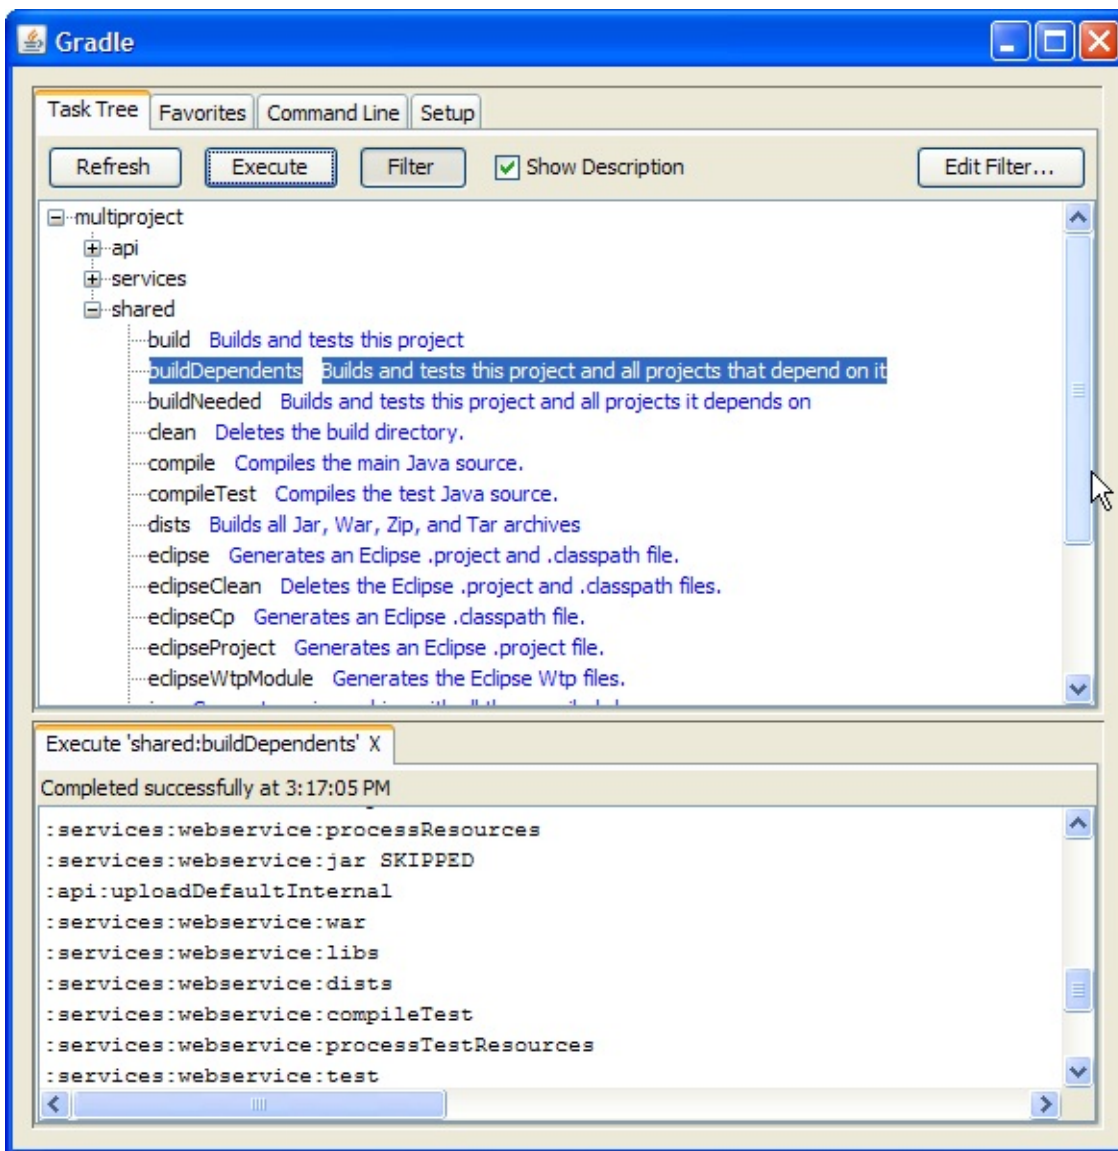 Gradle
Task Tree Favorites Command Line Setup
Refresh Execute Filter Show Description Edit Filter...
multiproject
api
services
shared
build Builds and tests this project
buildDependents Builds and tests this project and all projects that depend on it
buildNeeded Builds and tests this project and all projects it depends on
clean Deletes the build directory.
compile Compiles the main Java source.
compileTest Compiles the test Java source.
dists Builds all Jar, War, Zip, and Tar archives
eclipse Generates an Eclipse .project and .classpath file.
eclipseClean Deletes the Eclipse .project and .classpath files.
eclipseCp Generates an Eclipse .classpath file.
eclipseProject Generates an Eclipse .project file.
eclipseWtpModule Generates the Eclipse Wtp files.
Execute 'shared:buildDependents' X
Completed successfully at 3:17:05 PM
:services:webservice:processResources
:services:webservice:jar SKIPPED
:api:uploadDefaultInternal
:services:webservice:war
:services:webservice:libs
:services:webservice:dists
:services:webservice:compileTest
:services:webservice:processTestResources
:services:webservice:test